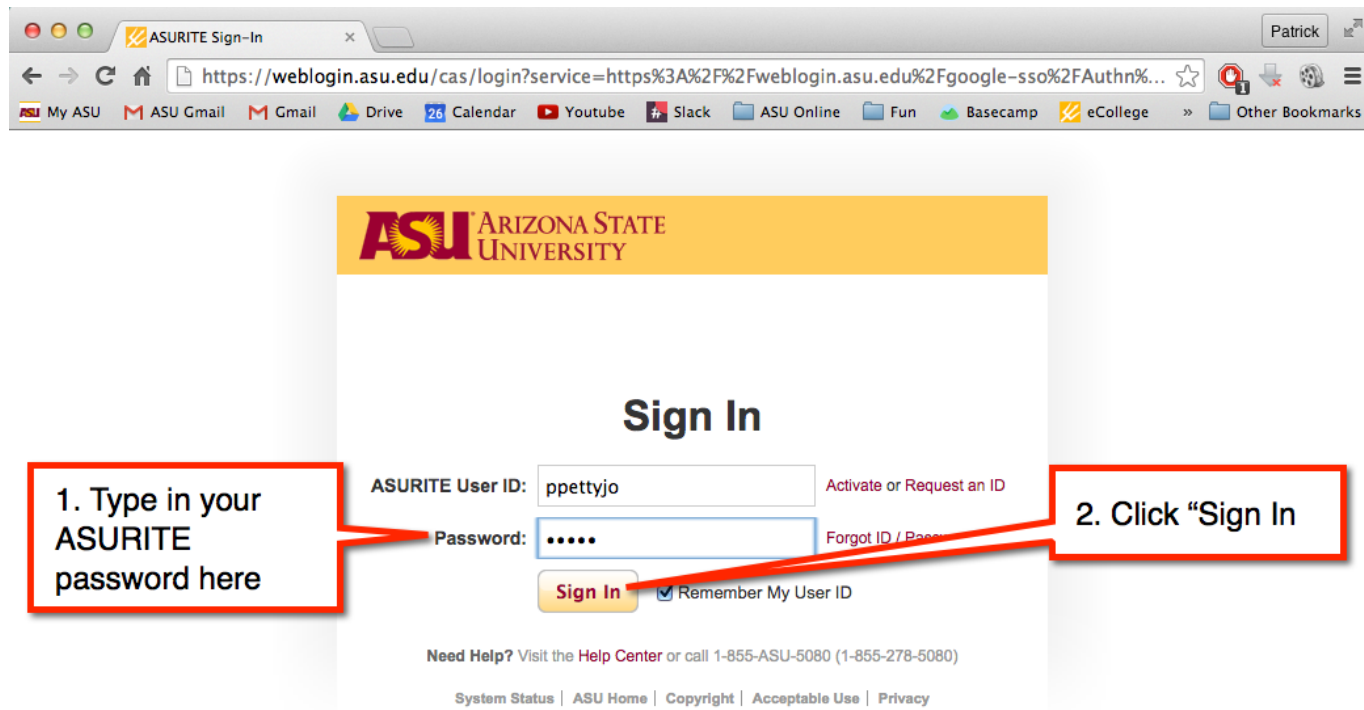 ASURITE Sign-In
Patrick
https://weblogin.asu.edu/cas/login?service=https%3A%2F%2Fweblogin.asu.edu%2Fgoogle-sso%2FAuthn%...
1
ASU My ASU M ASU Gmail M Gmail Drive 26 Calendar Youtube # Slack ASU Online Fun Basecamp eCollege » Other Bookmarks
ASU ARIZONA STATE
UNIVERSITY
Sign In
ASURITE User ID: ppettyjo Activate or Request an ID
Password: ••••• Forgot ID /
Sign In Remember My User ID
1. Type in your
ASURITE
password here
2. Click “Sign In
Need Help? Visit the Help Center or call 1-855-ASU-5080 (1-855-278-5080)
System Status | ASU Home | Copyright | Acceptable Use | Privacy